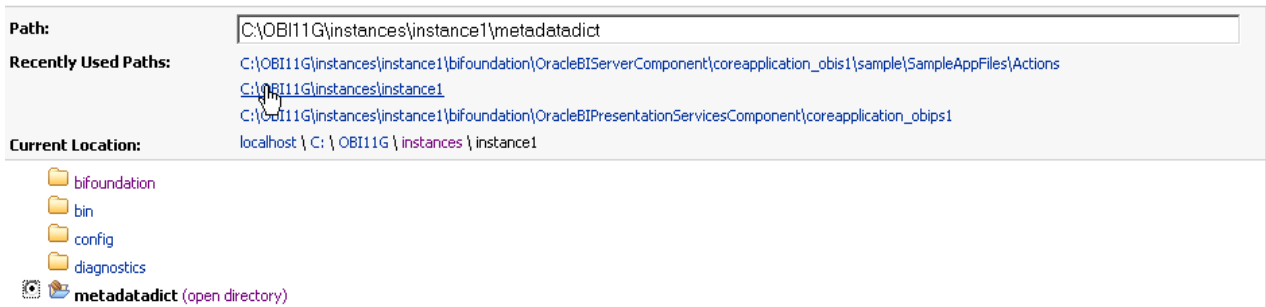 Path: C:\OBI11G\instances\instance1\metadatadict
Recently Used Paths: C:\OBI11G\instances\instance1\bifoundation\OracleBIServerComponent\coreapplication_obis1\sample\SampleAppFiles\Actions
C:\OBI11G\instances\instance1
C:\OBI11G\instances\instance1\bifoundation\OracleBIPresentationServicesComponent\coreapplication_obips1
Current Location: localhost \ C: \ OBI11G \ instances \ instance1
bifoundation
bin
config
diagnostics
metadatadict (open directory)